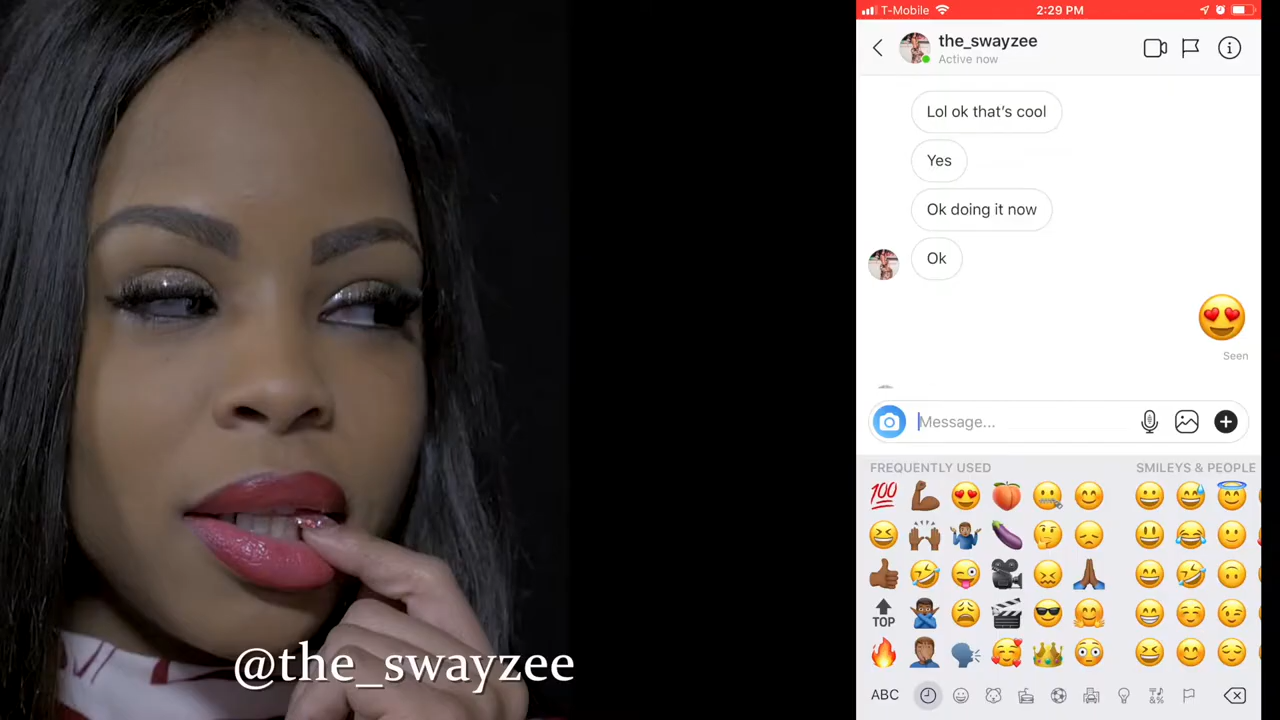 T-Mobile 2:29 PM
the_swayzee
Active now
Lol ok that's cool
Yes
Ok doing it now
Ok
Seen
Message...
FREQUENTLY USED SMILEYS & PEOPLE
100
TOP
ABC
@the_swayzee